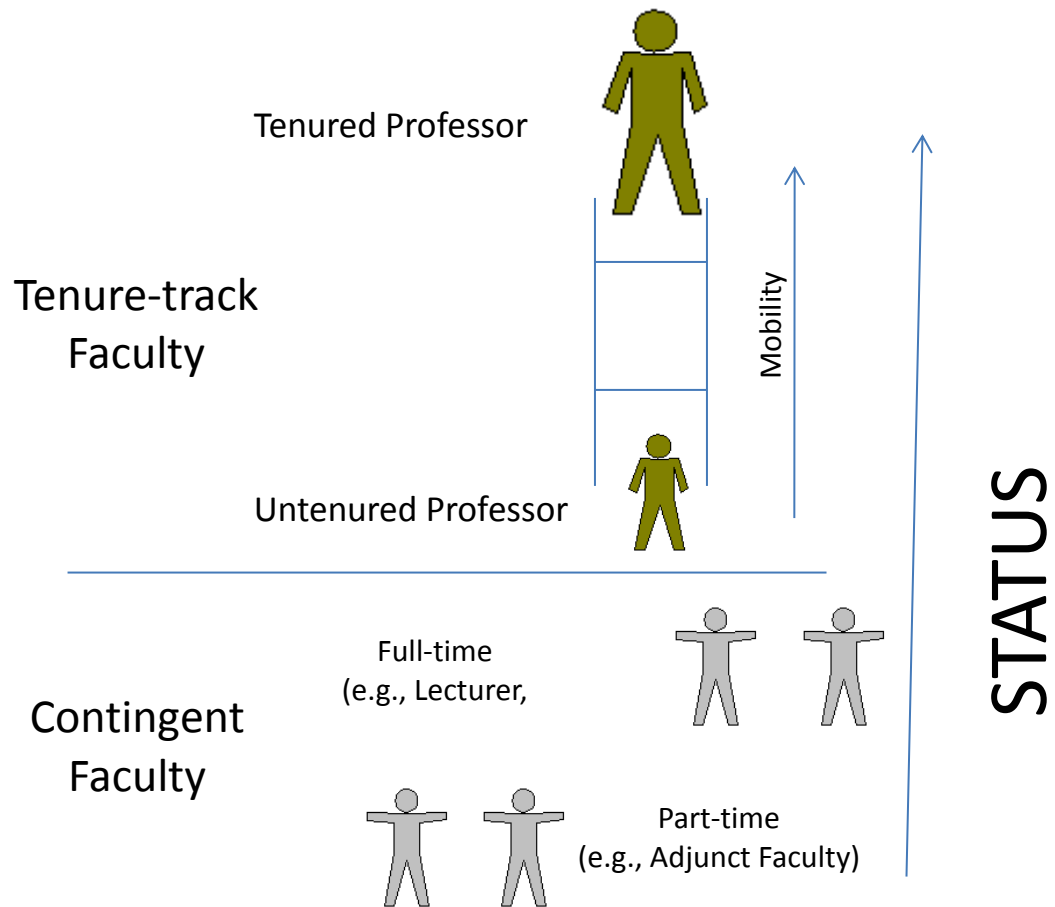 Tenured Professor
Tenure-track
Faculty
Mobility
Untenured Professor
STATUS
Full-time
(e.g., Lecturer,
Contingent
Faculty
Part-time
(e.g., Adjunct Faculty)